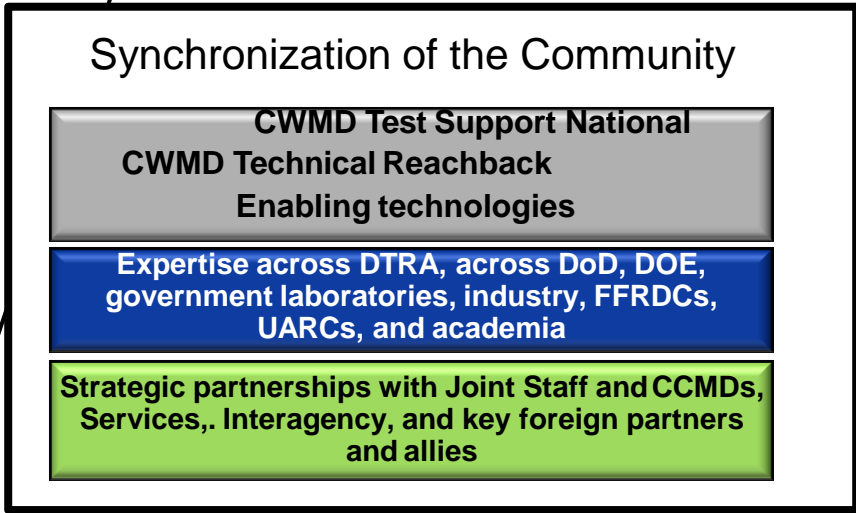 Synchronization of the Community
CWMD Test Support National
CWMD Technical Reachback
Enabling technologies
Expertise across DTRA, across DoD, DOE,
government laboratories, industry, FFRDCs,
UARCs, and academia
Strategic partnerships with Joint Staff and CCMDs,
Services,. Interagency, and key foreign partners
and allies